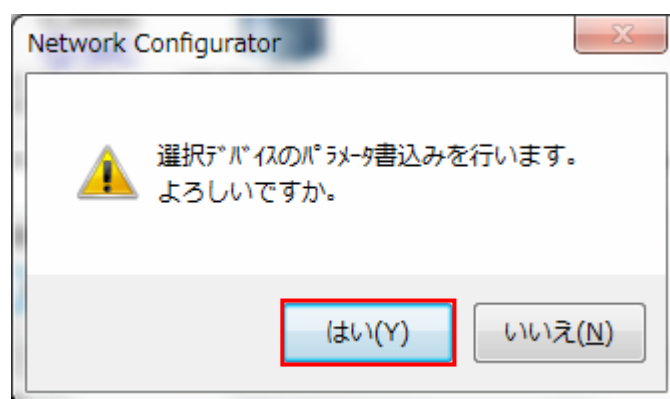 Network Configurator
選択ﾃﾞﾊﾞｲｽのﾊﾟﾗﾒｰﾀ書込みを行います。
よろしいですか。
はい(Y)
いいえ(N)